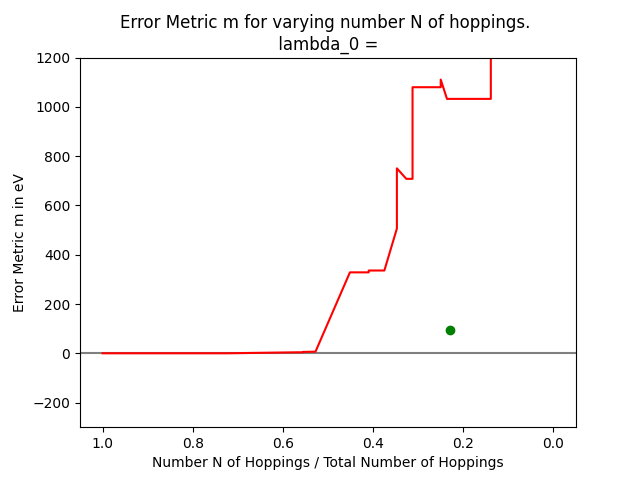 Error Metric m for varying number N of hoppings.
lambda_0 =
1200
1000
800
600
400
200
0
−200
Error Metric m in eV
1.0 0.8 0.6 0.4 0.2 0.0
Number N of Hoppings / Total Number of Hoppings